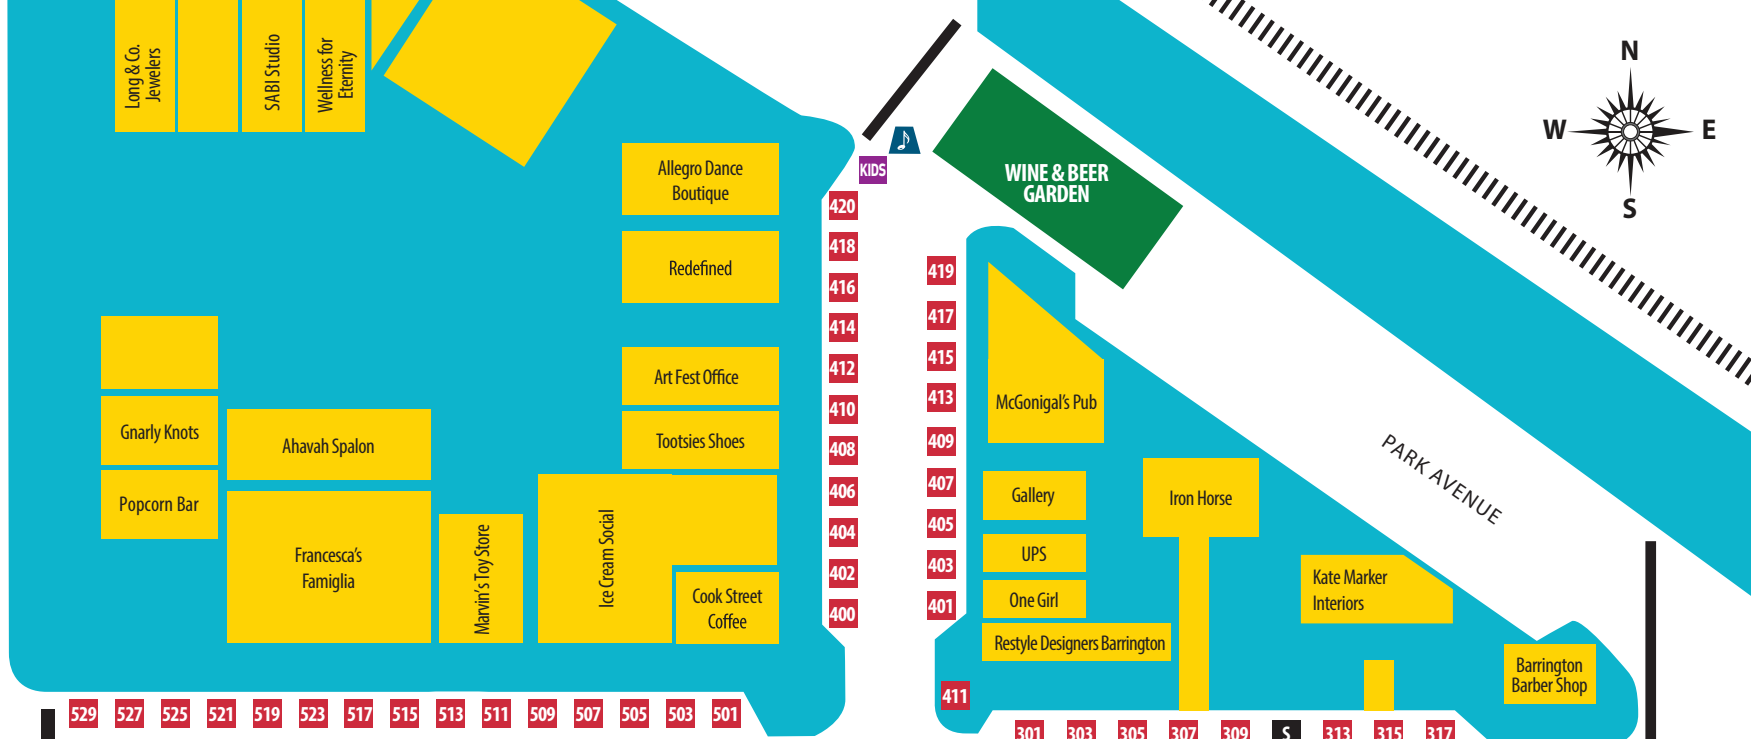 Long & Co.
Jewelers
SABI Studio
Wellness for
Eternity
N
W
E
S
Allegro Dance
Boutique
KIDS
WINE & BEER
GARDEN
Redefined
420
418
416
414
412
410
408
406
404
402
400
419
417
415
413
409
407
405
403
401
411
Art Fest Office
Tootsies Shoes
McGonigal's Pub
Gnarly Knots
Ahavah Spalon
Popcorn Bar
Francesca's
Famiglia
Marvin's Toy Store
Ice Cream Social
Cook Street
Coffee
Gallery
UPS
One Girl
Restyle Designers Barrington
Iron Horse
PARK AVENUE
Kate Marker
Interiors
Barrington
Barber Shop
529 527 525 521 519 523 517 515 513 511 509 507 505 503 501
301 303 305 307 309 S 313 315 317